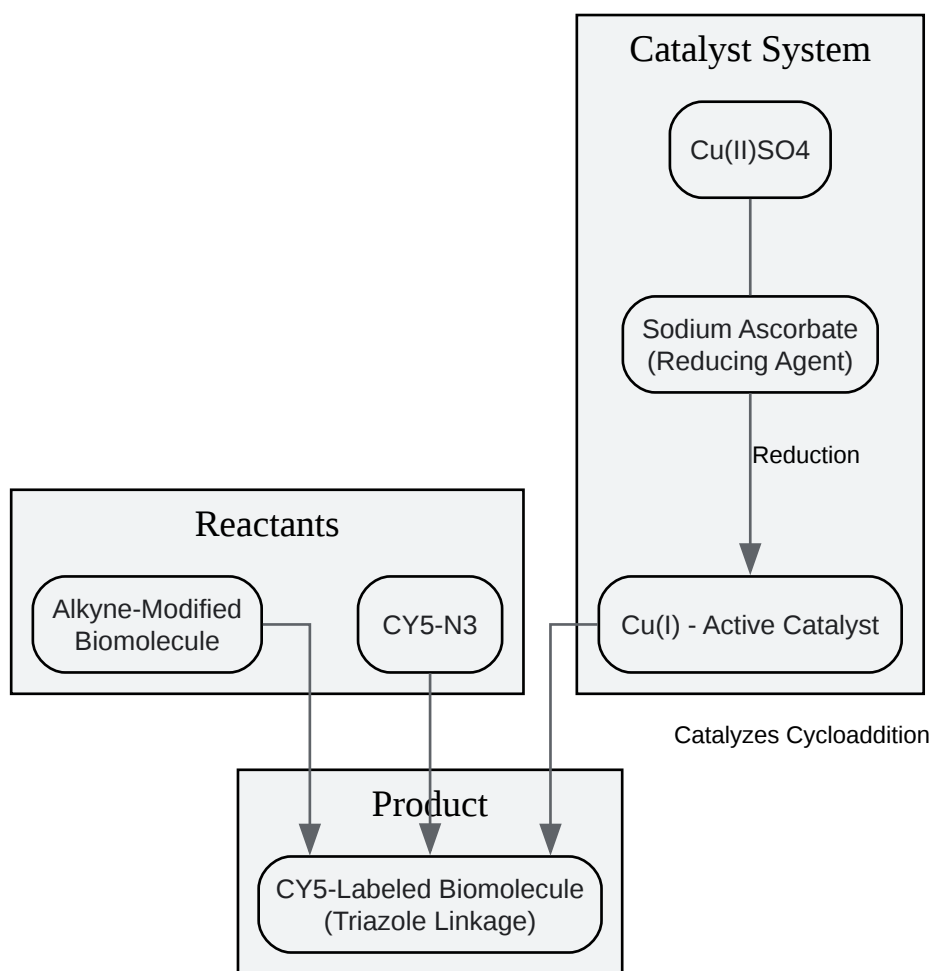 Catalyst System
Cu(II)SO4
Sodium Ascorbate
(Reducing Agent)
Reduction
Cu(I) - Active Catalyst
Reactants
Alkyne-Modified
Biomolecule
CY5-N3
Catalyzes Cycloaddition
Product
CY5-Labeled Biomolecule
(Triazole Linkage)